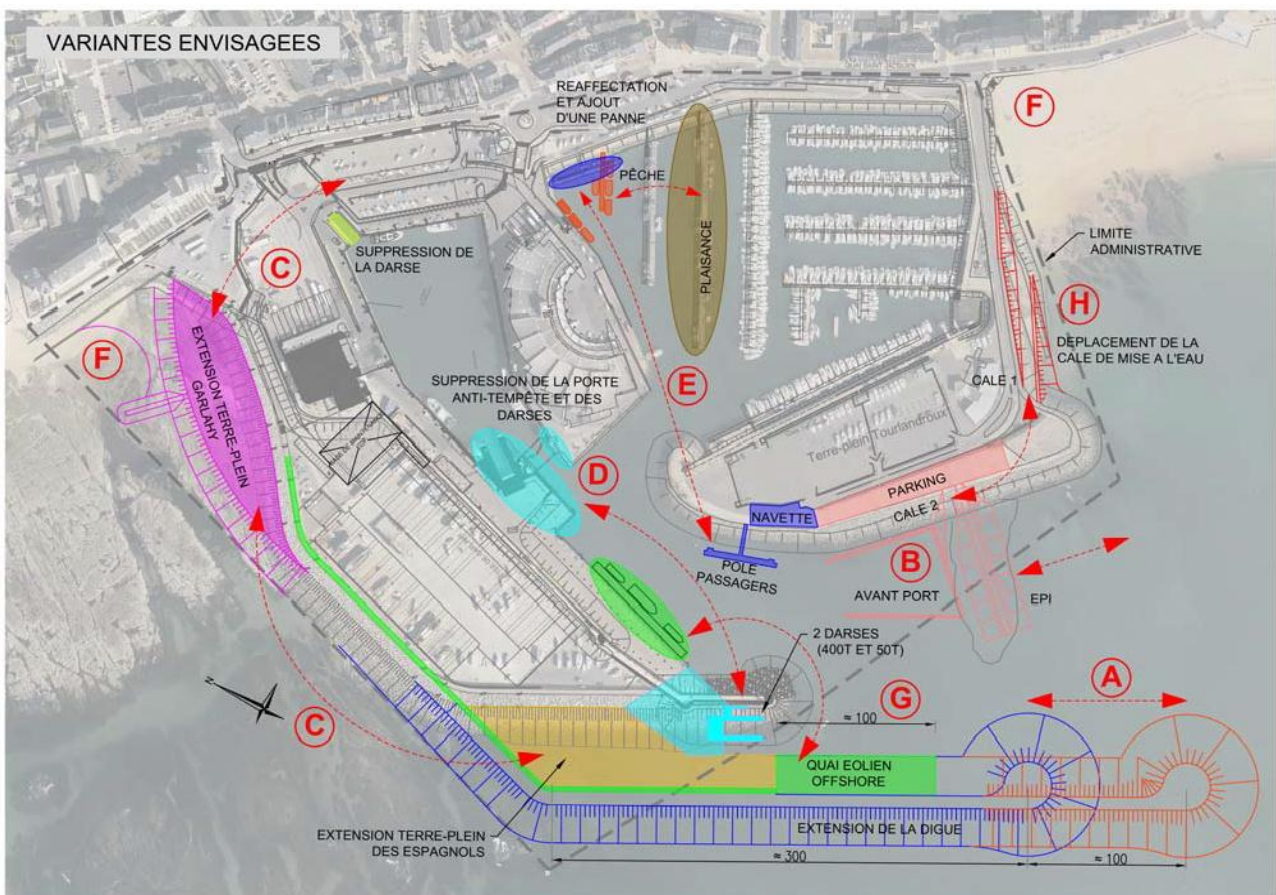 VARIANTES ENVISAGEES
REAFFECTATION
ET AJOUT
D'UNE PANNE
PÊCHE
F
PLAISANCE
LIMITE
ADMINISTRATIVE
C
SUPPRESSION DE
LA DARSE
H
DEPLACEMENT DE LA
CALE DE MISE A L'EAU
F
EXTENSION TERRE-PLEIN
GARLAHY
SUPPRESSION DE LA PORTE
ANTI-TEMPÊTE ET DES
DARSES
E
CALE 1
Terre-plein Tourlandroux
D
PARKING
CALE 2
NAVETTE
B
POLE
PASSAGERS
AVANT PORT
EPI
2 DARSES
(400T ET 50T)
N
C
G
A
≈ 100
QUAI EOLIEN
OFFSHORE
EXTENSION TERRE-PLEIN
DES ESPAGNOLS
EXTENSION DE LA DIGUE
≈ 300
≈ 100